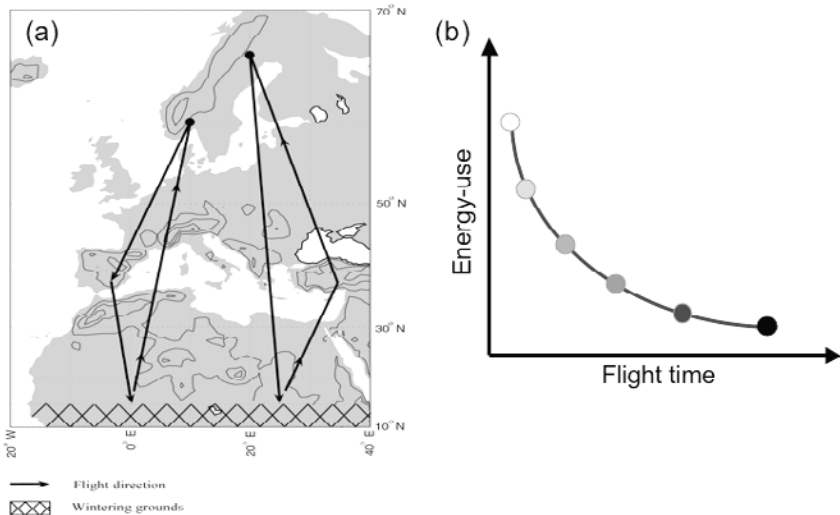 (a)
70° N
50° N
30° N
10° N
20° W
0° E
20° E
40° E
Flight direction
Wintering grounds
(b)
Energy-use
Flight time